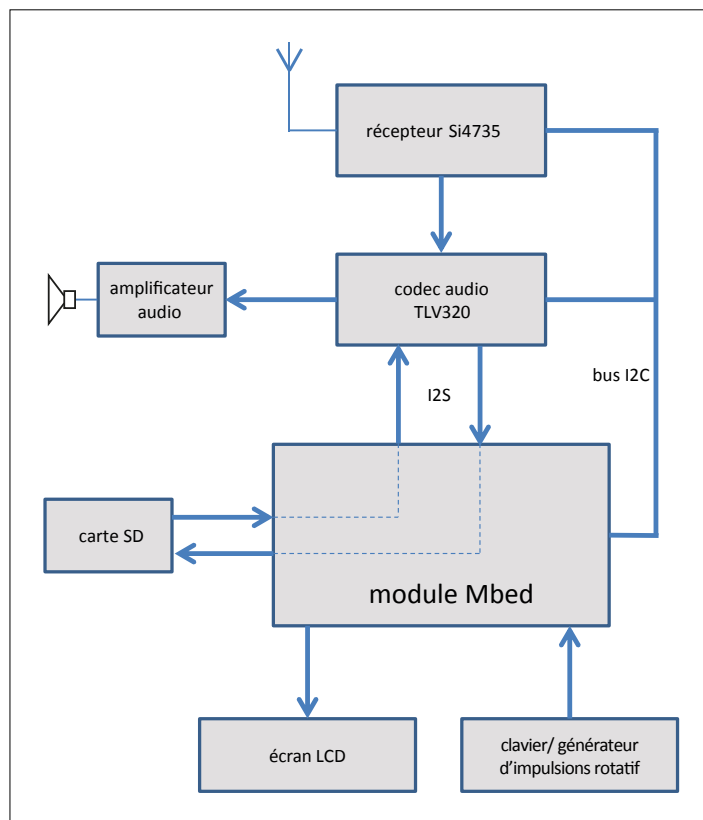 récepteur Si4735
amplificateur
audio
codec audio
TLV320
I2S
bus I2C
carte SD
module Mbed
écran LCD
clavier/ générateur
d'impulsions rotatif